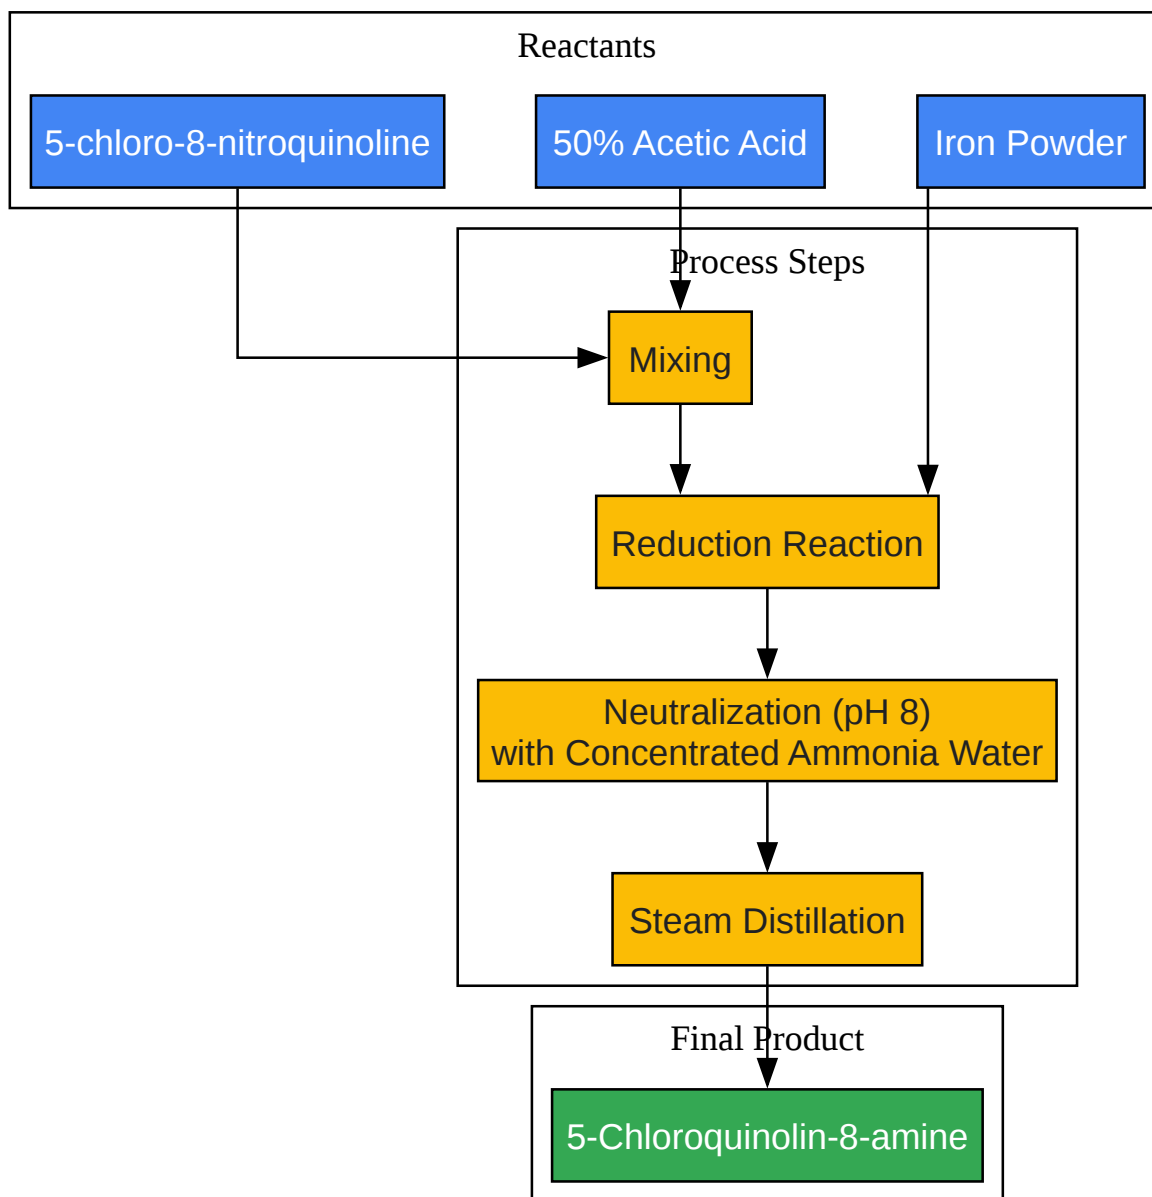 Reactants
5-chloro-8-nitroquinoline
50% Acetic Acid
Iron Powder
Process Steps
Mixing
Reduction Reaction
Neutralization (pH 8)
with Concentrated Ammonia Water
Steam Distillation
Final Product
5-Chloroquinolin-8-amine